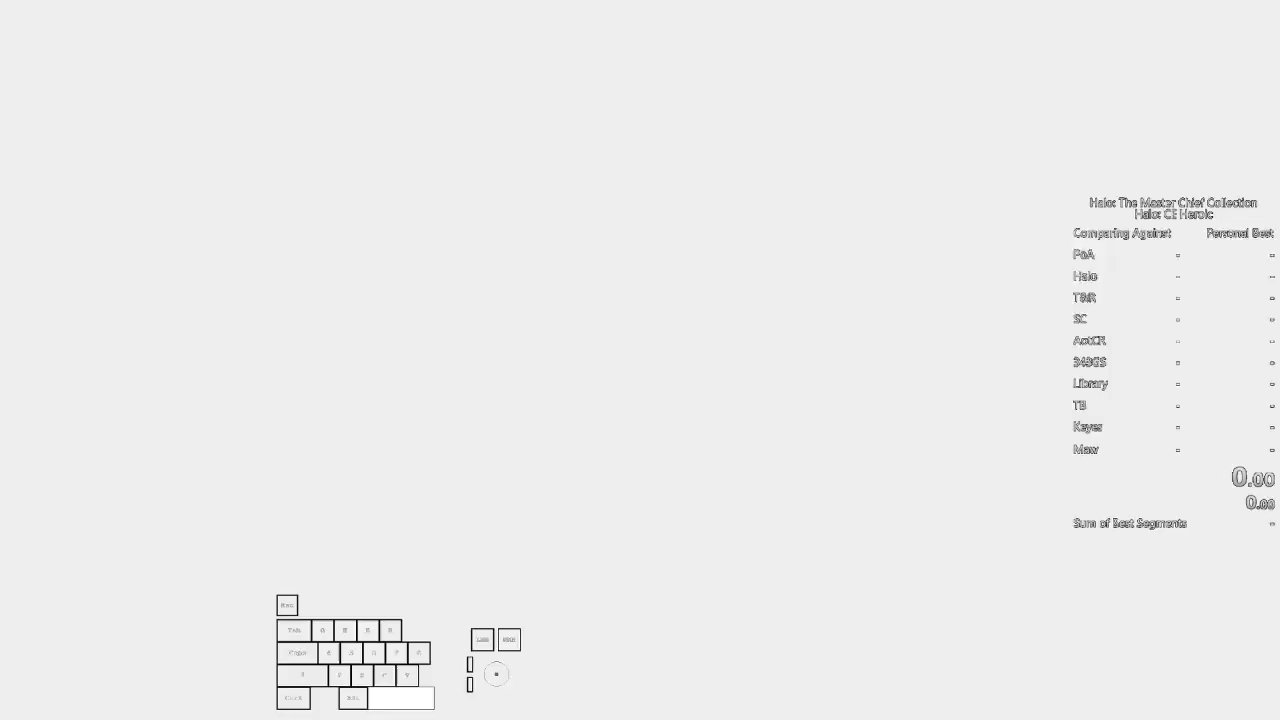 Halo: The Master Chief Collection
Halo: CE Heroic
Comparing Against Personal Best
PoA - -
Halo - -
T&R - -
SC - -
AotCR - -
343GS - -
Library - -
TB - -
Keyes - -
Maw - -
0.00
0.00
Sum of Best Segments -